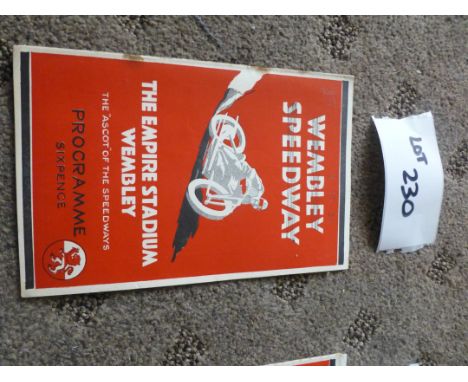 WEMBLEY
SPEEDWAY
THE EMPIRE STADIUM
WEMBLEY
THE "ASCOT" OF THE SPEEDWAYS
PROGRAMME
SIXPENCE
LOT
230